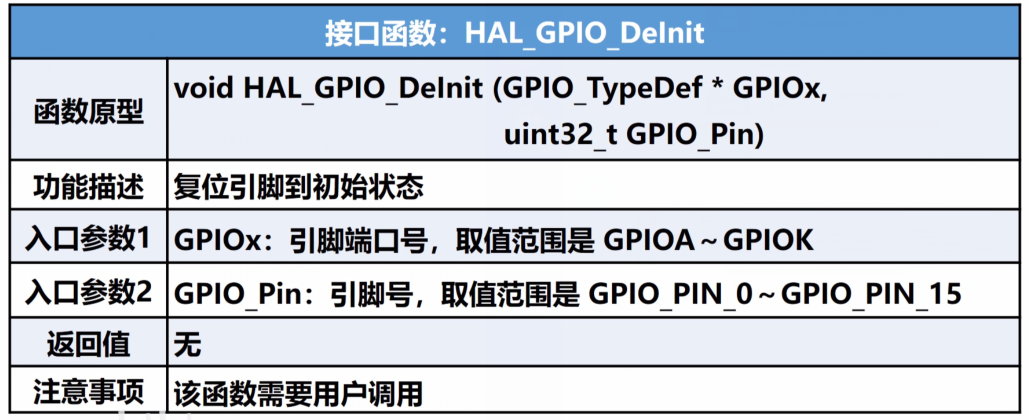 接口函数：HAL_GPIO_DeInit
函数原型
void HAL_GPIO_DeInit (GPIO_TypeDef * GPIOx,
uint32_t GPIO_Pin)
功能描述
复位引脚到初始状态
入口参数1
GPIOx：引脚端口号，取值范围是 GPIOA～GPIOK
入口参数2
GPIO_Pin：引脚号，取值范围是 GPIO_PIN_0～GPIO_PIN_15
返回值
无
注意事项
该函数需要用户调用